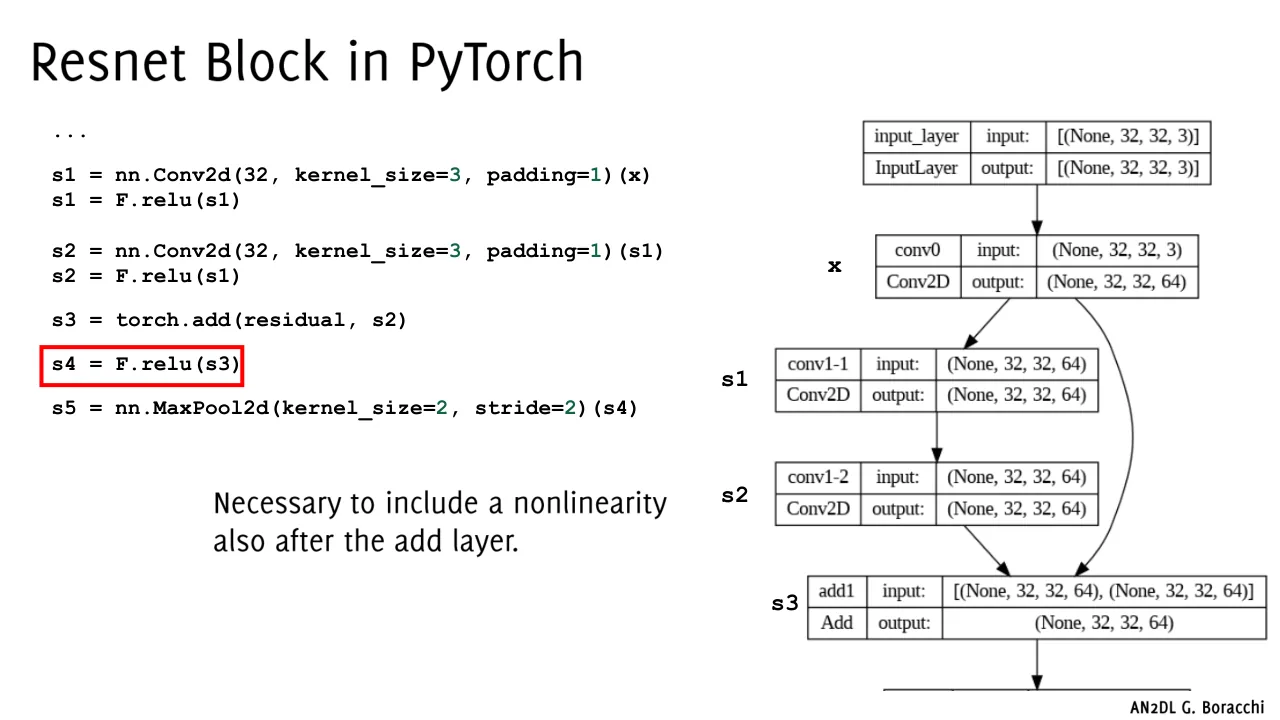 Resnet Block in PyTorch
...
s1 = nn.Conv2d(32, kernel_size=3, padding=1)(x)
s1 = F.relu(s1)
s2 = nn.Conv2d(32, kernel_size=3, padding=1)(s1)
s2 = F.relu(s1)
s3 = torch.add(residual, s2)
s4 = F.relu(s3)
s5 = nn.MaxPool2d(kernel_size=2, stride=2)(s4)
Necessary to include a nonlinearity
also after the add layer.
input_layer input: [(None, 32, 32, 3)]
InputLayer output: [(None, 32, 32, 3)]
x
conv0 input: (None, 32, 32, 3)
Conv2D output: (None, 32, 32, 64)
s1
conv1-1 input: (None, 32, 32, 64)
Conv2D output: (None, 32, 32, 64)
s2
conv1-2 input: (None, 32, 32, 64)
Conv2D output: (None, 32, 32, 64)
s3
add1 input: [(None, 32, 32, 64), (None, 32, 32, 64)]
Add output: (None, 32, 32, 64)
AN2DL G. Boracchi